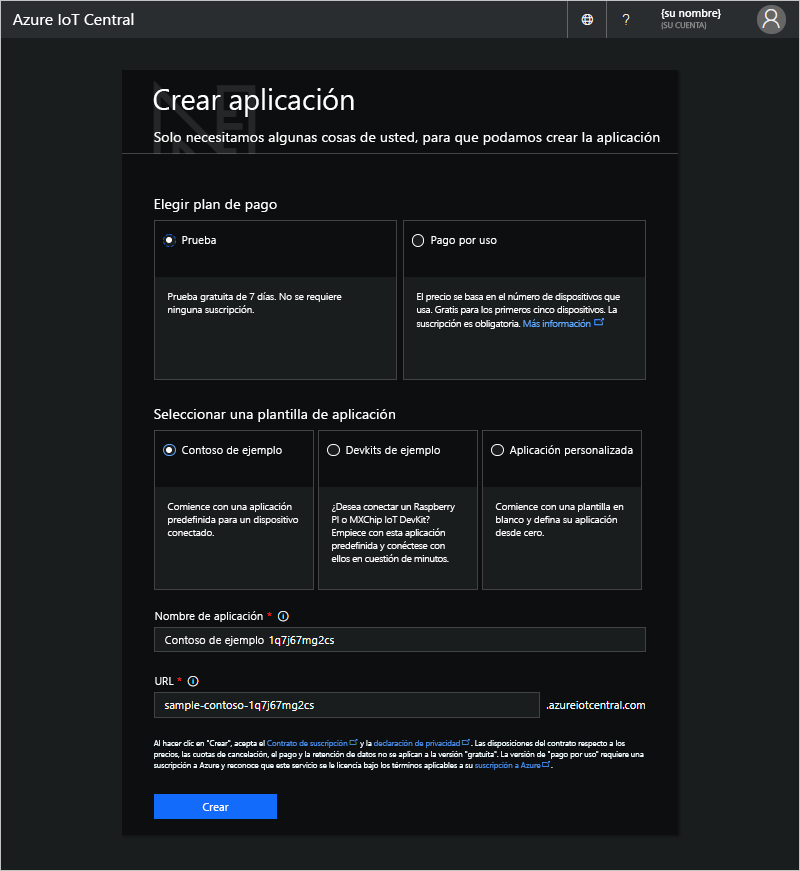 Azure IoT Central
?
{su nombre}
{SU CUENTA}
Crear aplicación
Solo necesitamos algunas cosas de usted, para que podamos crear la aplicación
Elegir plan de pago
Prueba
Prueba gratuita de 7 días. No se requiere
ninguna suscripción.
Pago por uso
El precio se basa en el número de dispositivos que
usa. Gratis para los primeros cinco dispositivos. La
suscripción es obligatoria. Más información
Seleccionar una plantilla de aplicación
Contoso de ejemplo
Comience con una aplicación
predefinida para un dispositivo
conectado.
Devkits de ejemplo
¿Desea conectar un Raspberry
PI o MXChip IoT DevKit?
Empiece con esta aplicación
predefinida y conéctese con
ellos en cuestión de minutos.
Aplicación personalizada
Comience con una plantilla en
blanco y defina su aplicación
desde cero.
Nombre de aplicación *
Contoso de ejemplo 1q7j67mg2cs
URL *
sample-contoso-1q7j67mg2cs .azureiotcentral.com
Al hacer clic en "Crear", acepta el Contrato de suscripción y la declaración de privacidad. Las disposiciones del contrato respecto a los
precios, las cuotas de cancelación, el pago y la retención de datos no se aplican a la versión "gratuita". La versión de "pago por uso" requiere una
suscripción a Azure y reconoce que este servicio se le licencia bajo los términos aplicables a su suscripción a Azure.
Crear